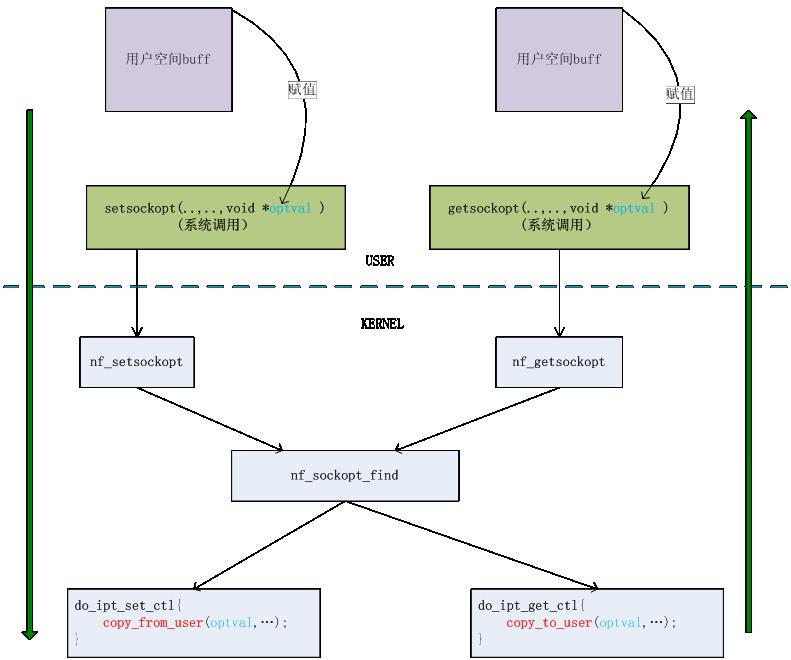 用户空间buff
用户空间buff
赋值
赋值
setsockopt(..,..,void *optval )
(系统调用)
getsockopt(..,..,void *optval )
(系统调用)
USER
KERNEL
nf_setsockopt
nf_getsockopt
nf_sockopt_find
do_ipt_set_ctl{
copy_from_user(optval,…);
}
do_ipt_get_ctl{
copy_to_user(optval,…);
}